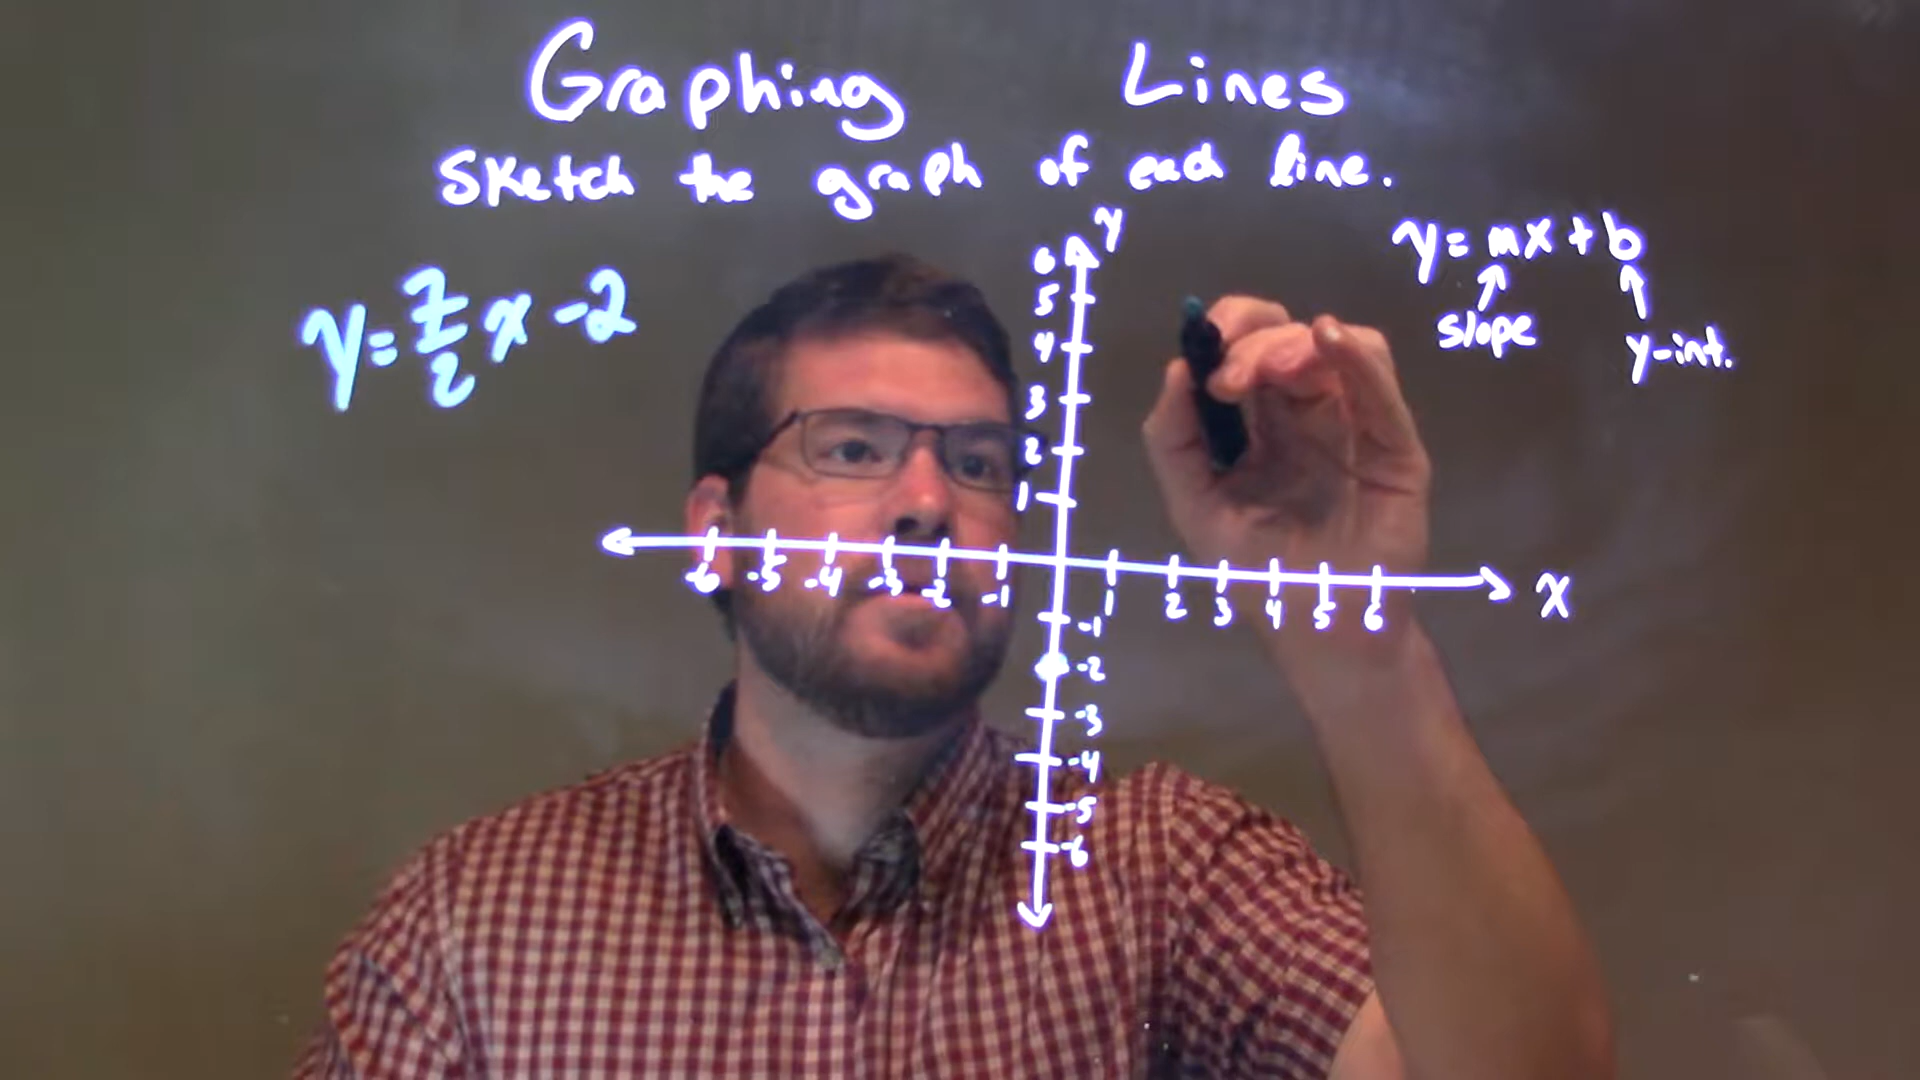 Graphing Lines
Sketch the graph of each line.
y = 7/2 x - 2
y = mx + b
slope
y-int.
y
6
5
4
3
2
1
-6 -5 -4 -3 -2 -1 1 2 3 4 5 6 x
-1
-2
-3
-4
-5
-6